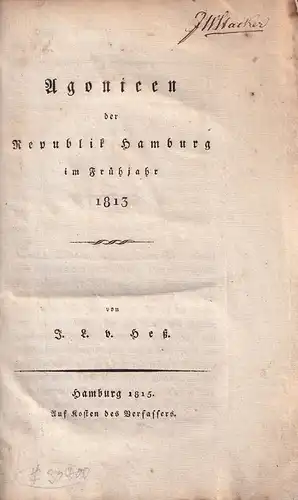 Agonieen
der
Republik Hamburg
im Frühjahr
1813
von
J. L. v. Heß.
Hamburg 1815.
Auf Kosten des Verfassers.